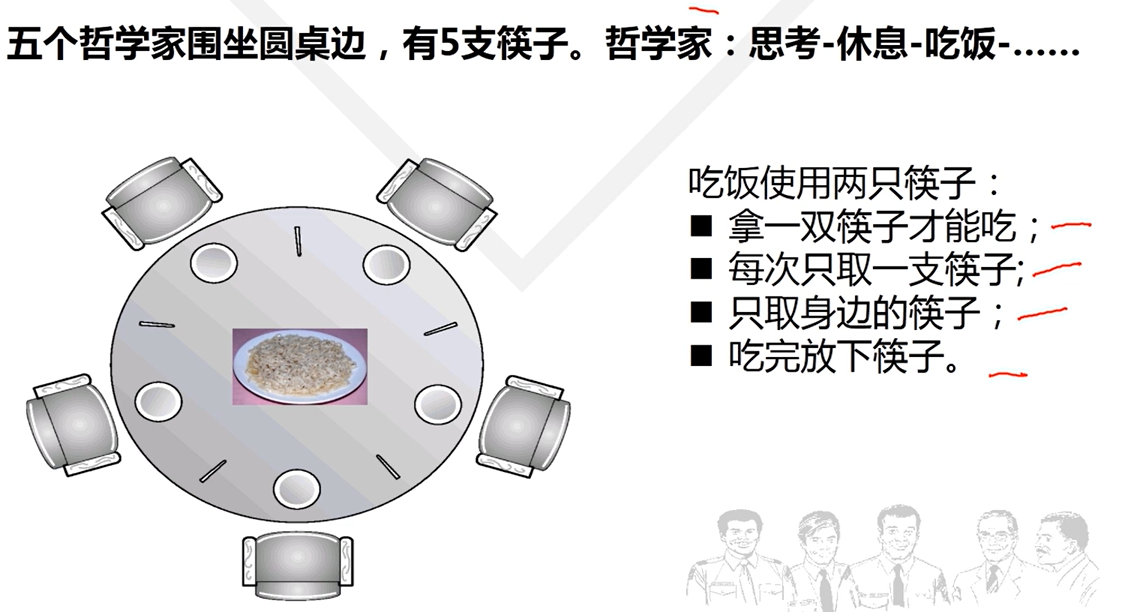 五个哲学家围坐圆桌边，有5支筷子。哲学家：思考-休息-吃饭-……
吃饭使用两只筷子：
■ 拿一双筷子才能吃；
■ 每次只取一支筷子;
■ 只取身边的筷子；
■ 吃完放下筷子。